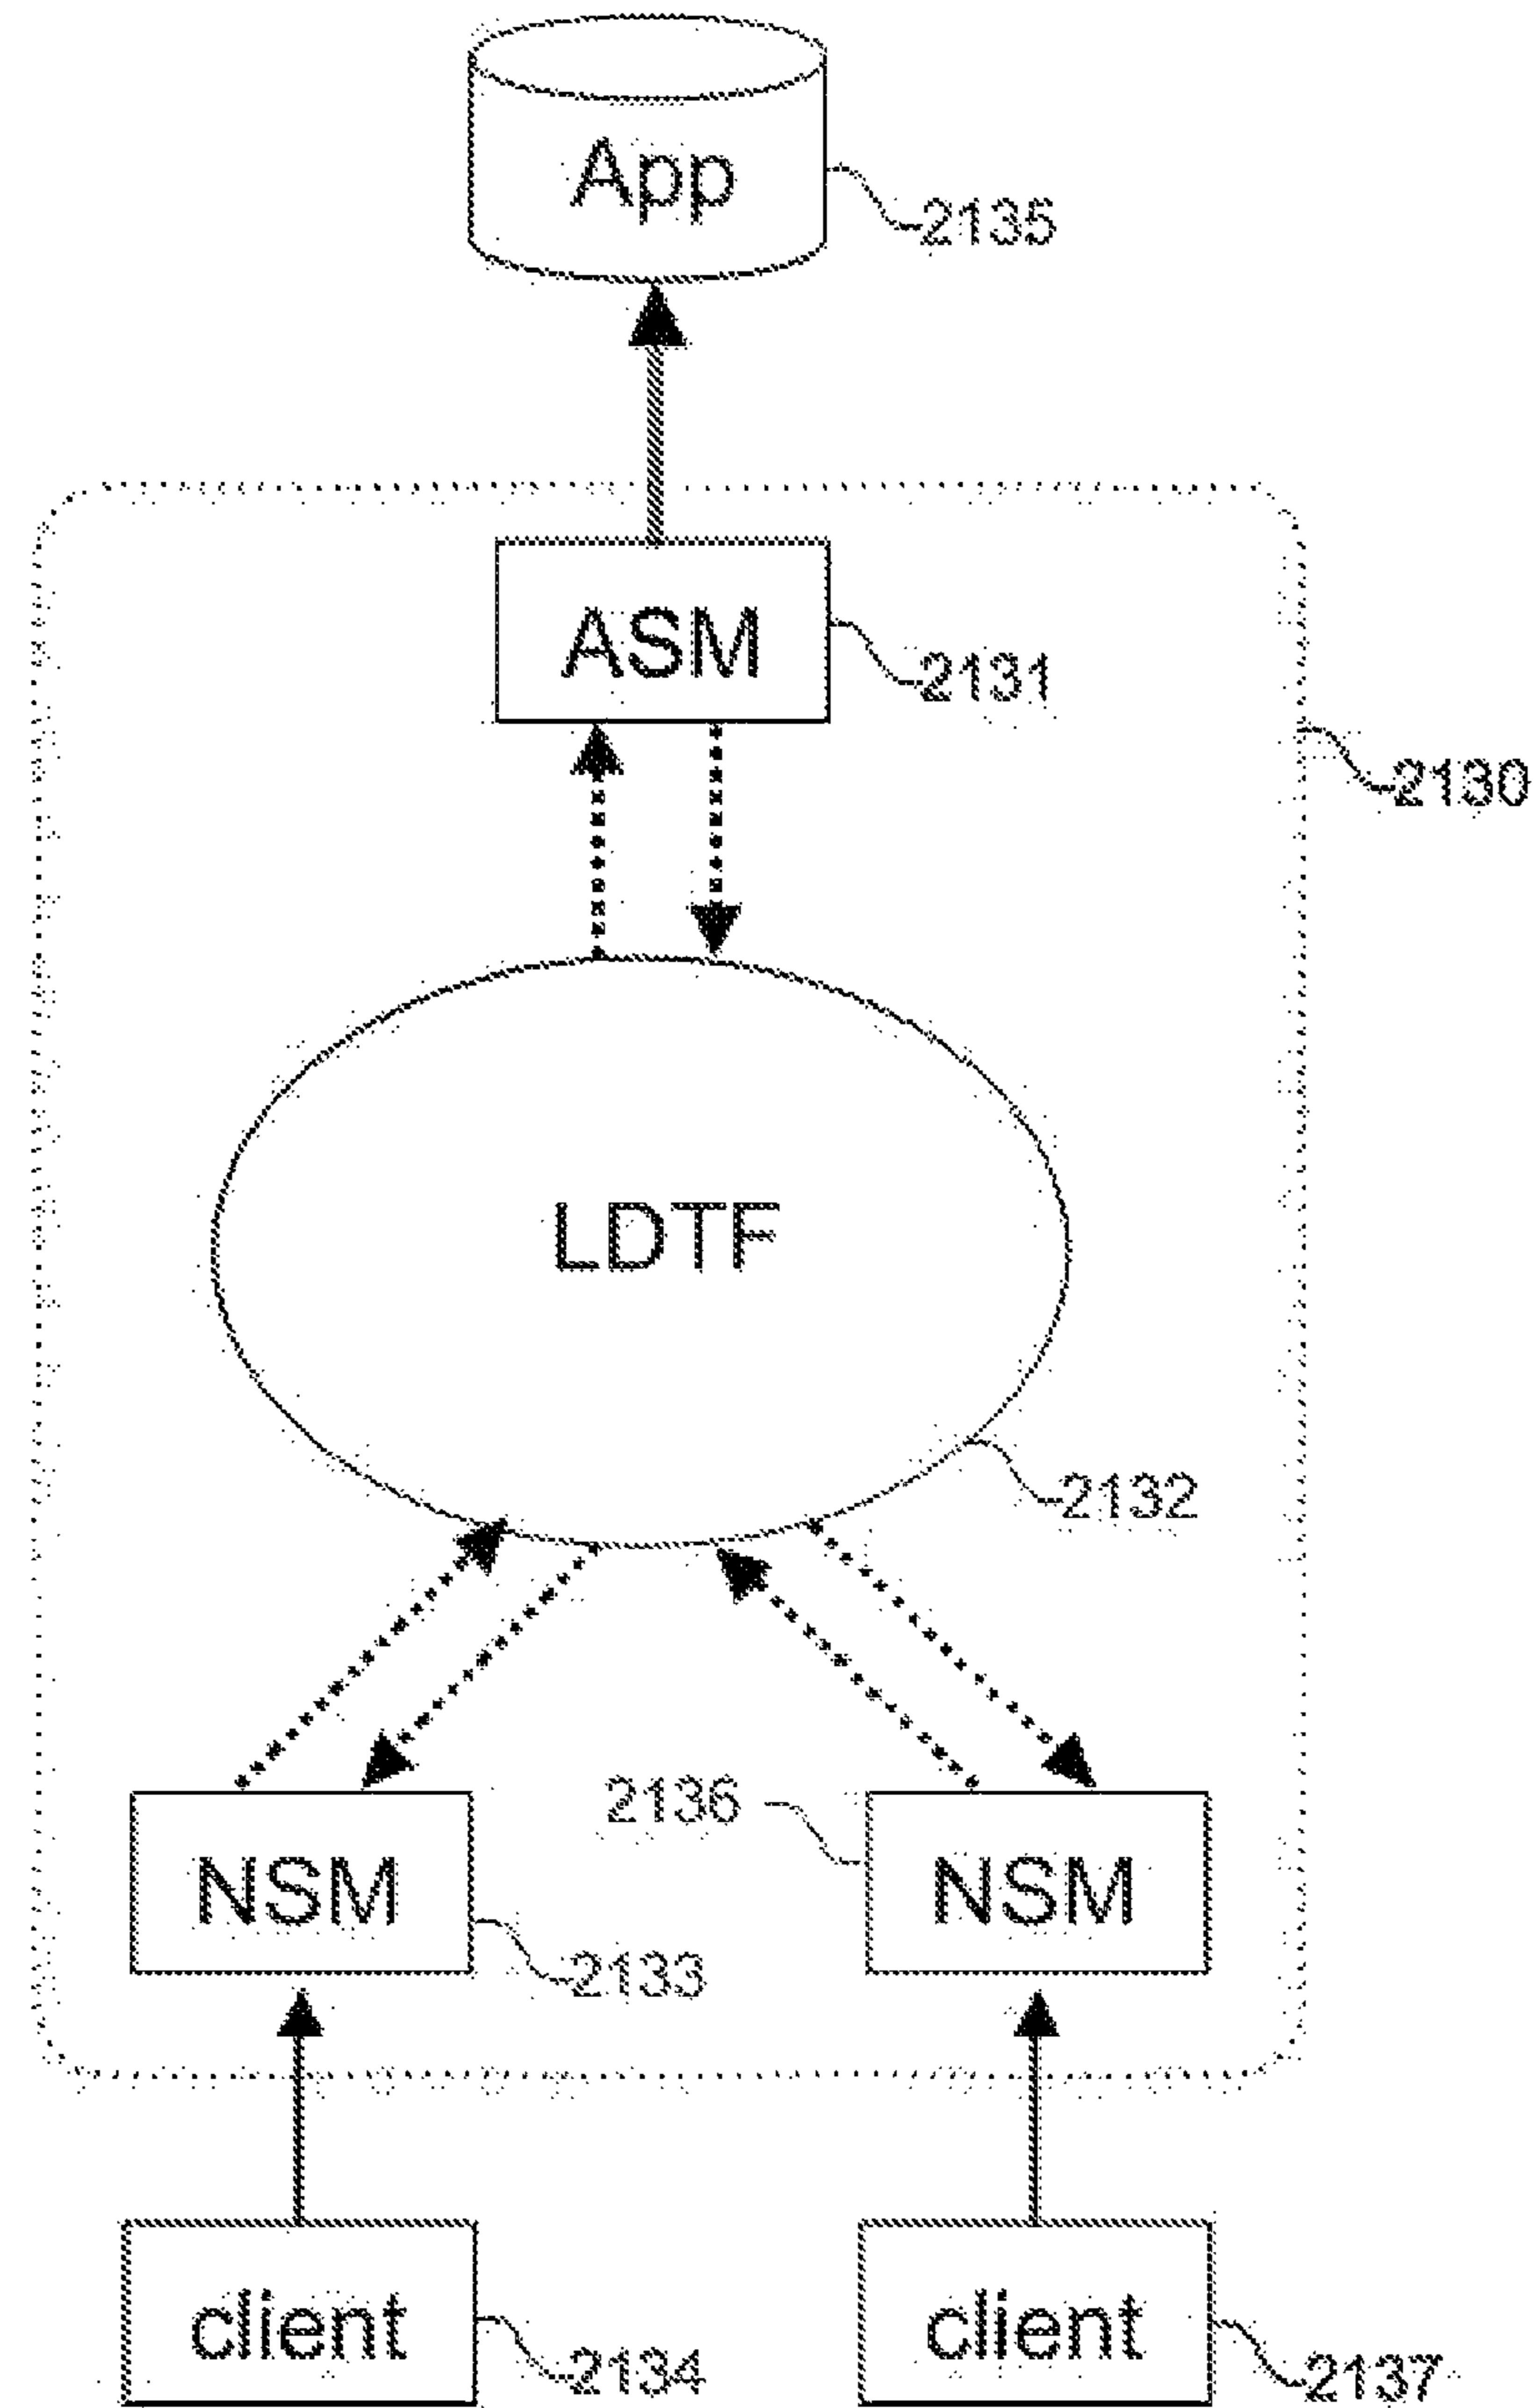 App
2135
ASM
2131
2130
LDTF
2132
2136
NSM
NSM
2133
client
client
2134
2137